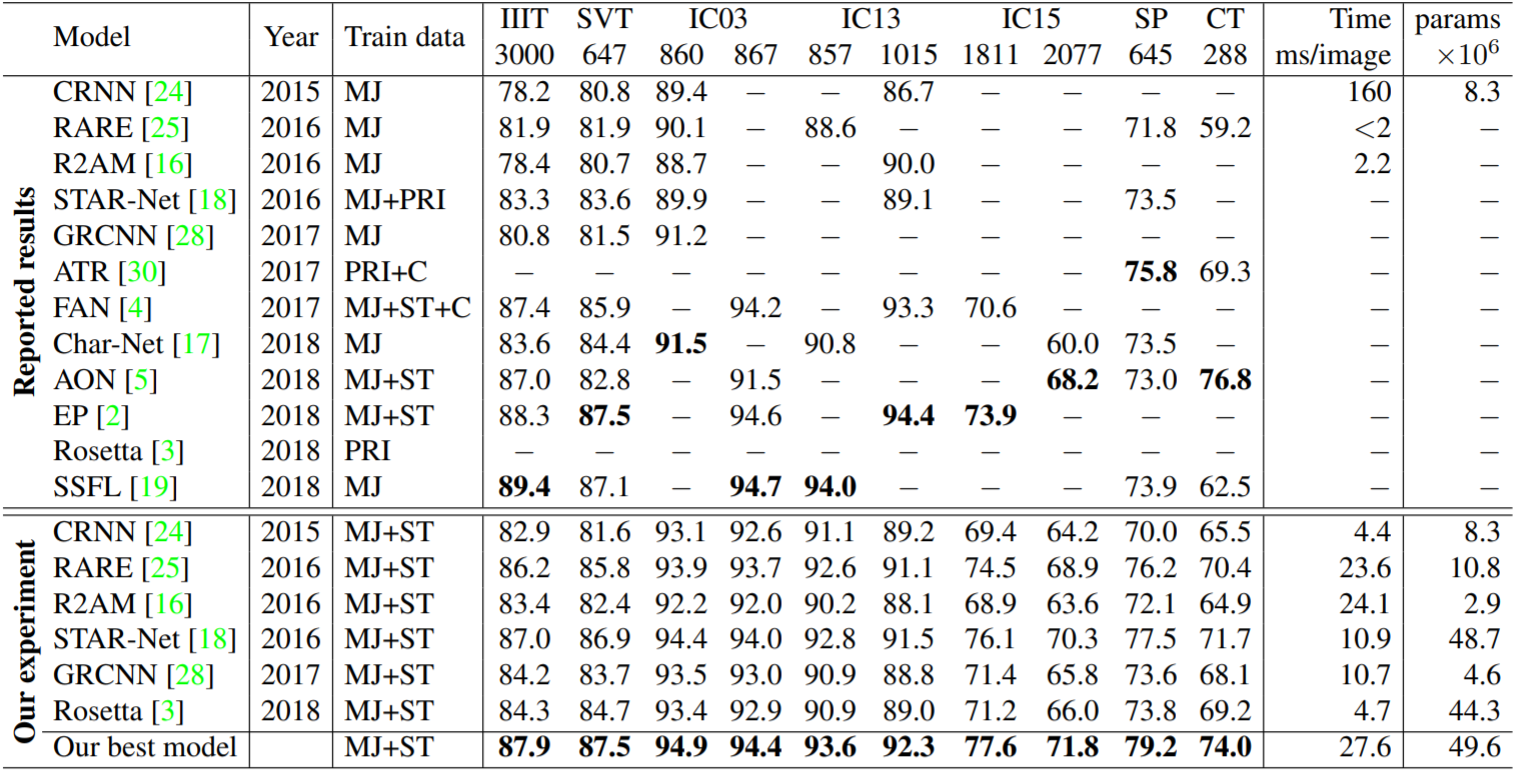 Model Year Train data IIIT SVT IC03 IC13 IC15 SP CT Time params
3000 647 860 867 857 1015 1811 2077 645 288 ms/image ×10⁶
Reported results
CRNN [24] 2015 MJ 78.2 80.8 89.4 – – 86.7 – – – – 160 8.3
RARE [25] 2016 MJ 81.9 81.9 90.1 – 88.6 – – – 71.8 59.2 <2 –
R2AM [16] 2016 MJ 78.4 80.7 88.7 – – 90.0 – – – – 2.2 –
STAR-Net [18] 2016 MJ+PRI 83.3 83.6 89.9 – – 89.1 – – 73.5 – – –
GRCNN [28] 2017 MJ 80.8 81.5 91.2 – – – – – – – – –
ATR [30] 2017 PRI+C – – – – – – – – 75.8 69.3 – –
FAN [4] 2017 MJ+ST+C 87.4 85.9 – 94.2 – 93.3 70.6 – – – – –
Char-Net [17] 2018 MJ 83.6 84.4 91.5 – 90.8 – – 60.0 73.5 – – –
AON [5] 2018 MJ+ST 87.0 82.8 – 91.5 – – – 68.2 73.0 76.8 – –
EP [2] 2018 MJ+ST 88.3 87.5 – 94.6 – 94.4 73.9 – – – – –
Rosetta [3] 2018 PRI – – – – – – – – – – – –
SSFL [19] 2018 MJ 89.4 87.1 – 94.7 94.0 – – – 73.9 62.5 – –
Our experiment
CRNN [24] 2015 MJ+ST 82.9 81.6 93.1 92.6 91.1 89.2 69.4 64.2 70.0 65.5 4.4 8.3
RARE [25] 2016 MJ+ST 86.2 85.8 93.9 93.7 92.6 91.1 74.5 68.9 76.2 70.4 23.6 10.8
R2AM [16] 2016 MJ+ST 83.4 82.4 92.2 92.0 90.2 88.1 68.9 63.6 72.1 64.9 24.1 2.9
STAR-Net [18] 2016 MJ+ST 87.0 86.9 94.4 94.0 92.8 91.5 76.1 70.3 77.5 71.7 10.9 48.7
GRCNN [28] 2017 MJ+ST 84.2 83.7 93.5 93.0 90.9 88.8 71.4 65.8 73.6 68.1 10.7 4.6
Rosetta [3] 2018 MJ+ST 84.3 84.7 93.4 92.9 90.9 89.0 71.2 66.0 73.8 69.2 4.7 44.3
Our best model MJ+ST 87.9 87.5 94.9 94.4 93.6 92.3 77.6 71.8 79.2 74.0 27.6 49.6